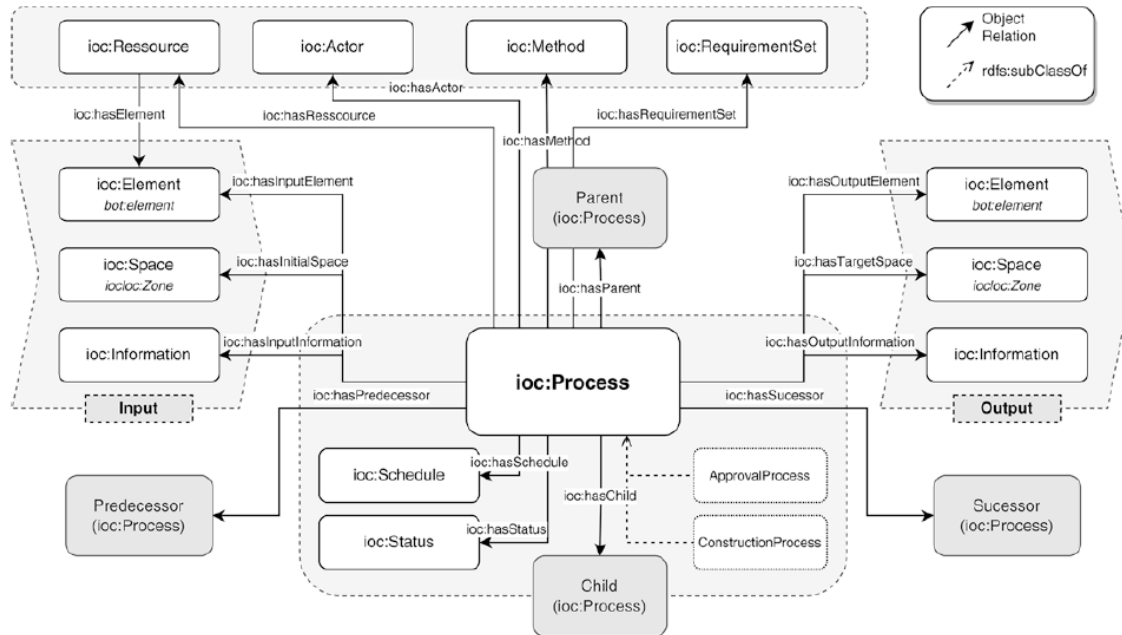 ioc:Ressource
ioc:Actor
ioc:Method
ioc:RequirementSet
Object
Relation
rdfs:subClassOf
ioc:hasActor
ioc:hasElement
ioc:hasResscource
ioc:hasRequirementSet
ioc:hasMethod
ioc:Element
bot:element
ioc:hasInputElement
Parent
(ioc:Process)
ioc:hasOutputElement
ioc:Element
bot:element
ioc:Space
iocloc:Zone
ioc:hasInitialSpace
ioc:hasTargetSpace
ioc:Space
iocloc:Zone
ioc:hasParent
ioc:Information
ioc:hasInputInformation
ioc:hasOutputInformation
ioc:Information
ioc:Process
ioc:hasPredecessor
ioc:hasSucessor
Input
Output
ioc:Schedule
ioc:hasSchedule
ApprovalProcess
ioc:hasChild
Predecessor
(ioc:Process)
Sucessor
(ioc:Process)
ioc:Status
ioc:hasStatus
ConstructionProcess
Child
(ioc:Process)